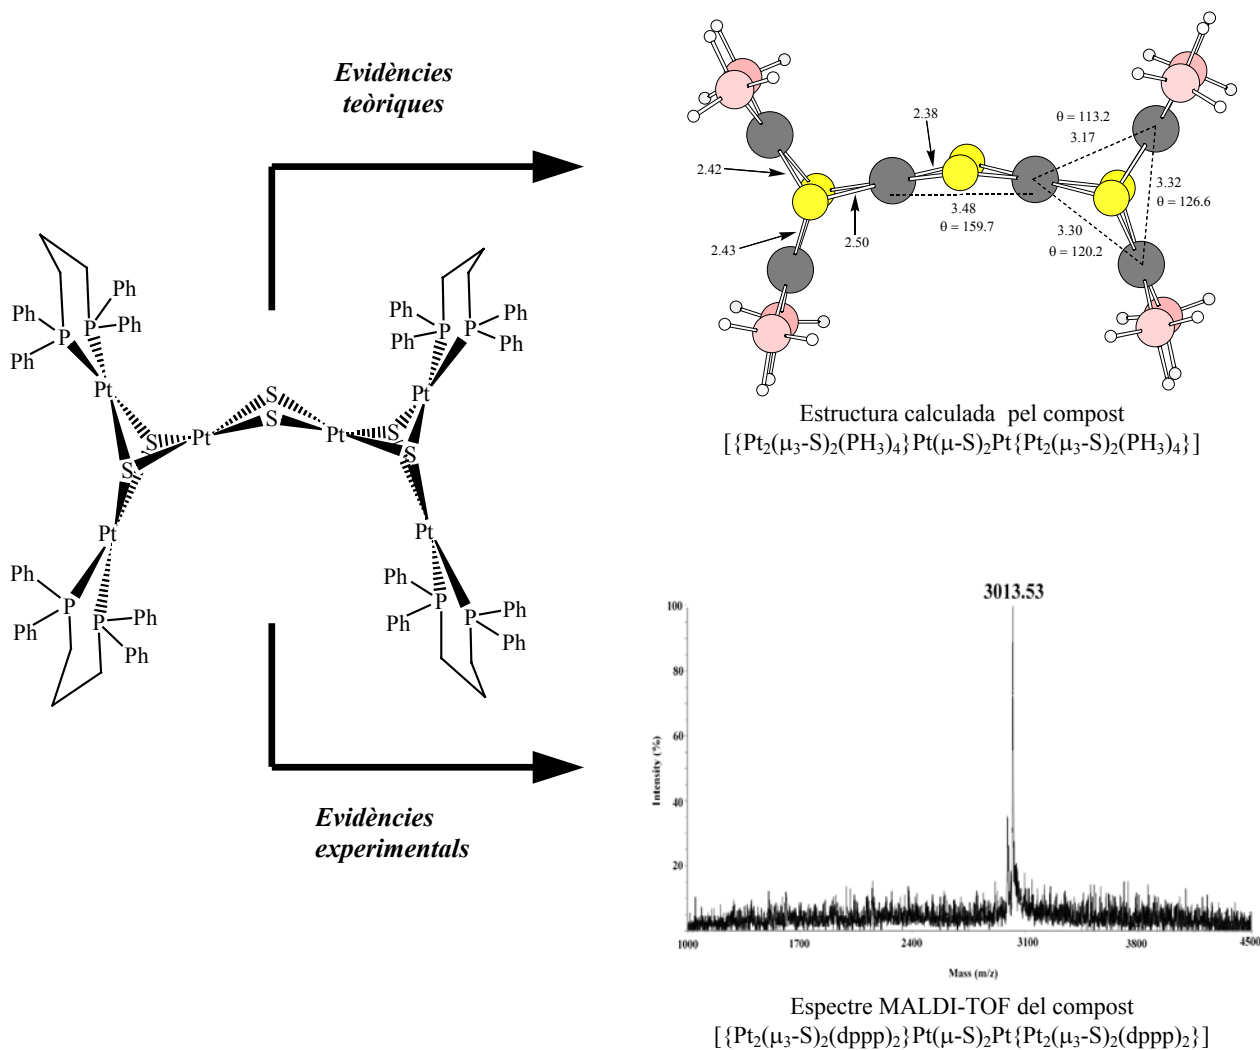 Evidències
teòriques
2.38
θ = 113.2
3.17
2.42
3.32
θ = 126.6
3.48
θ = 159.7
3.30
θ = 120.2
2.50
2.43
Ph
Ph
P
P
Ph
Ph
Pt
S
S
Pt
S
S
Pt
S
S
Pt
Pt
Pt
Ph
Ph
P
P
Ph
Ph
Ph
Ph
P
P
Ph
Ph
Ph
Ph
P
P
Ph
Ph
Estructura calculada pel compost
[{Pt₂(μ₃-S)₂(PH₃)₄}Pt(μ-S)₂Pt{Pt₂(μ₃-S)₂(PH₃)₄}]
Evidències
experimentals
3013.53
100
80
60
40
20
Intensity (%)
1000 1700 2400 3100 3800 4500
Mass (m/z)
Espectre MALDI-TOF del compost
[{Pt₂(μ₃-S)₂(dppp)₂}Pt(μ-S)₂Pt{Pt₂(μ₃-S)₂(dppp)₂}]